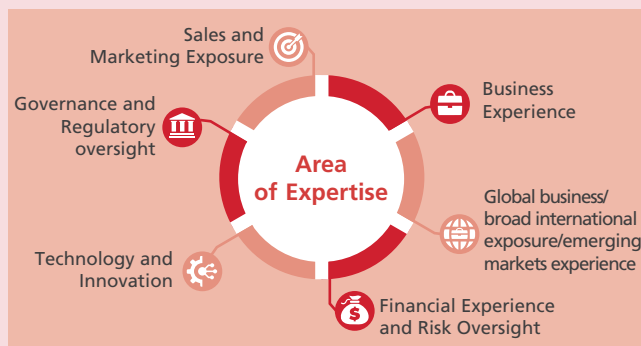 Sales and
Marketing Exposure
Business
Experience
Governance and
Regulatory
oversight
Area
of Expertise
Global business/
broad international
exposure/emerging
markets experience
Technology and
Innovation
Financial Experience
and Risk Oversight
$